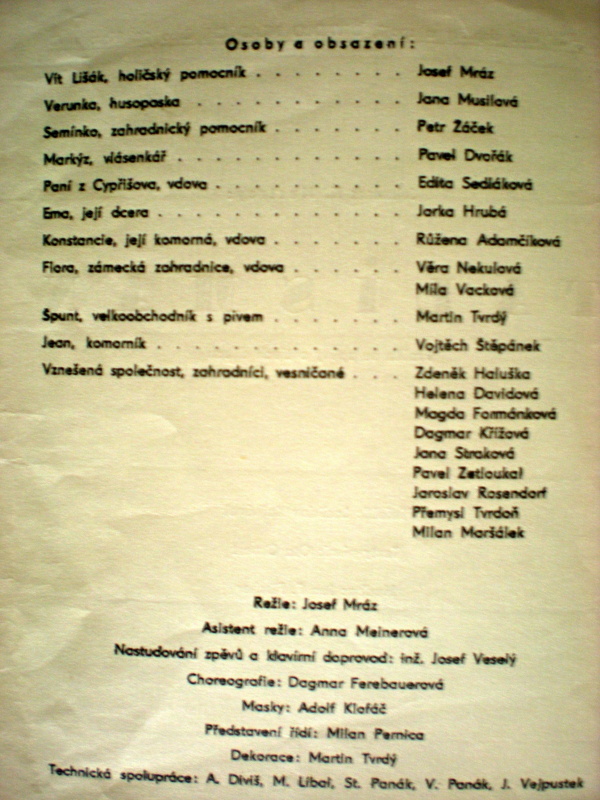 Osoby a obsazení:
Vít Lišák, holičský pomocník . . . . . . . . Josef Mráz
Verunka, husopaska . . . . . . . . . . . Jana Musilová
Semínko, zahradnický pomocník . . . . . . . Petr Žáček
Markýz, vlásenkář . . . . . . . . . . . . Pavel Dvořák
Paní z Cypřišova, vdova . . . . . . . . . . Edita Sedláková
Ema, její dcera . . . . . . . . . . . . . Jarka Hrubá
Konstancie, její komorná, vdova . . . . . . . Růžena Adamčíková
Flora, zámecká zahradnice, vdova . . . . . . Věra Nekulová
Míla Vacková
Špunt, velkoobchodník s pivem . . . . . . . Martin Tvrdý
Jean, komorník . . . . . . . . . . . . . Vojtěch Štěpánek
Vznešená společnost, zahradníci, vesničané . . . Zdeněk Haluška
Helena Davidová
Magda Formánková
Dagmar Křížová
Jana Straková
Pavel Zetloukal
Jaroslav Rosendorf
Přemysl Tvrdoň
Milan Maršálek
Režie: Josef Mráz
Asistent režie: Anna Meinerová
Nastudování zpěvů a klavírní doprovod: inž. Josef Veselý
Choreografie: Dagmar Ferebauerová
Masky: Adolf Klofáč
Představení řídí: Milan Pernica
Dekorace: Martin Tvrdý
Technická spolupráce: A. Diviš, M. Líbal, St. Panák, V. Panák, J. Vejpustek